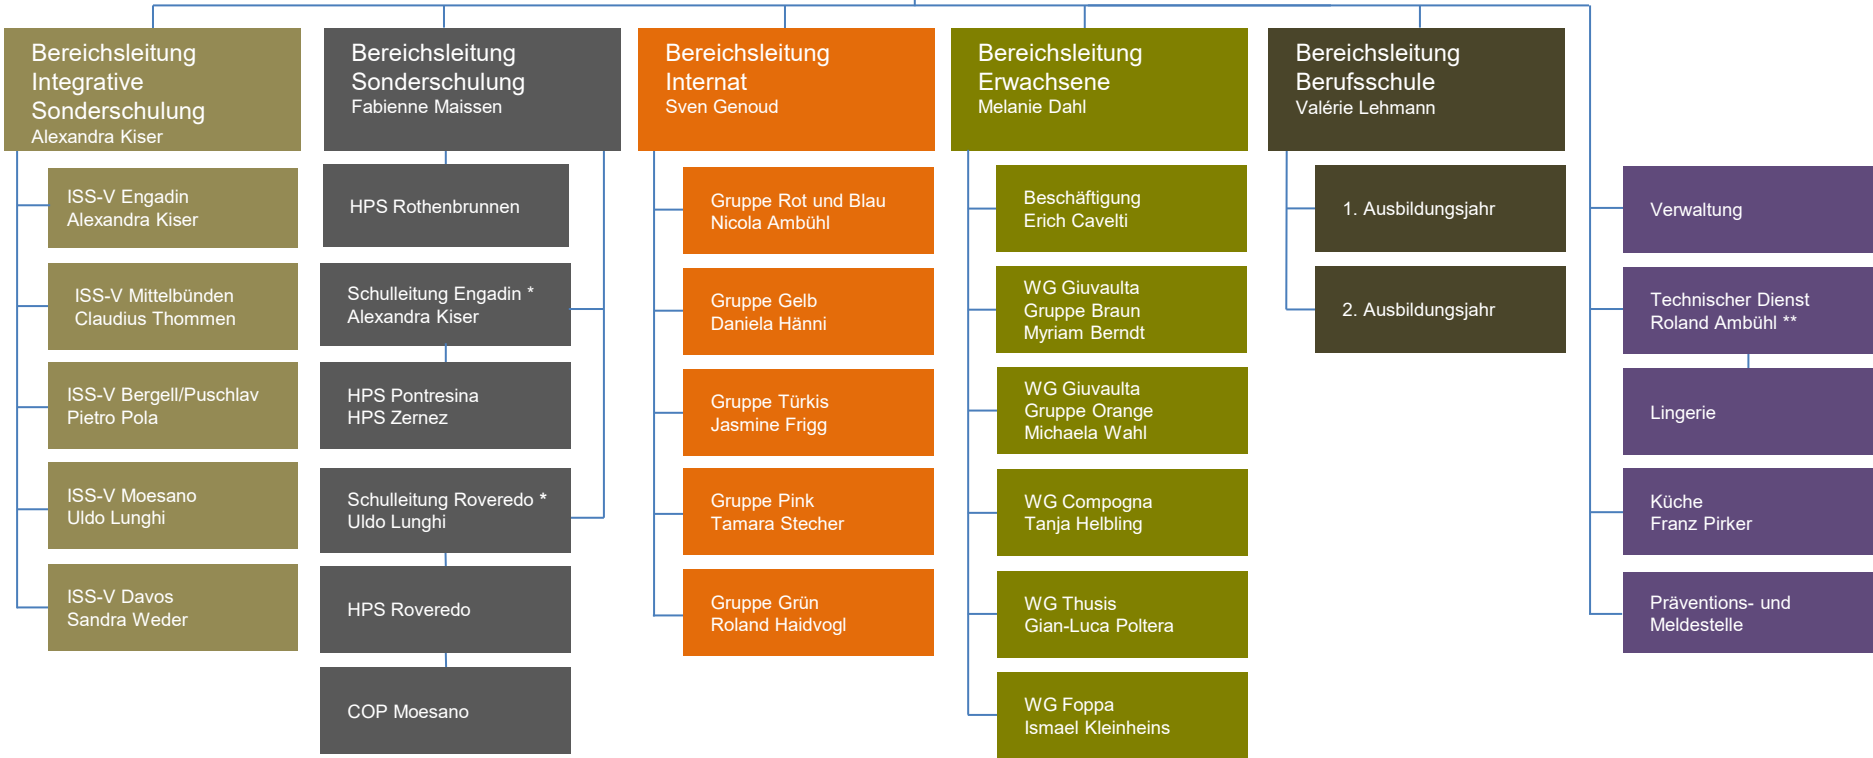 Bereichsleitung
Integrative
Sonderschulung
Alexandra Kiser
ISS-V Engadin
Alexandra Kiser
ISS-V Mittelbünden
Claudius Thommen
ISS-V Bergell/Puschlav
Pietro Pola
ISS-V Moesano
Uldo Lunghi
ISS-V Davos
Sandra Weder
Bereichsleitung
Sonderschulung
Fabienne Maissen
HPS Rothenbrunnen
Schulleitung Engadin *
Alexandra Kiser
HPS Pontresina
HPS Zernez
Schulleitung Roveredo *
Uldo Lunghi
HPS Roveredo
COP Moesano
Bereichsleitung
Internat
Sven Genoud
Gruppe Rot und Blau
Nicola Ambühl
Gruppe Gelb
Daniela Hänni
Gruppe Türkis
Jasmine Frigg
Gruppe Pink
Tamara Stecher
Gruppe Grün
Roland Haidvogl
Bereichsleitung
Erwachsene
Melanie Dahl
Beschäftigung
Erich Cavelti
WG Giuvaulta
Gruppe Braun
Myriam Berndt
WG Giuvaulta
Gruppe Orange
Michaela Wahl
WG Compogna
Tanja Helbling
WG Thusis
Gian-Luca Poltera
WG Foppa
Ismael Kleinheins
Bereichsleitung
Berufsschule
Valérie Lehmann
1. Ausbildungsjahr
2. Ausbildungsjahr
Verwaltung
Technischer Dienst
Roland Ambühl **
Lingerie
Küche
Franz Pirker
Präventions- und
Meldestelle